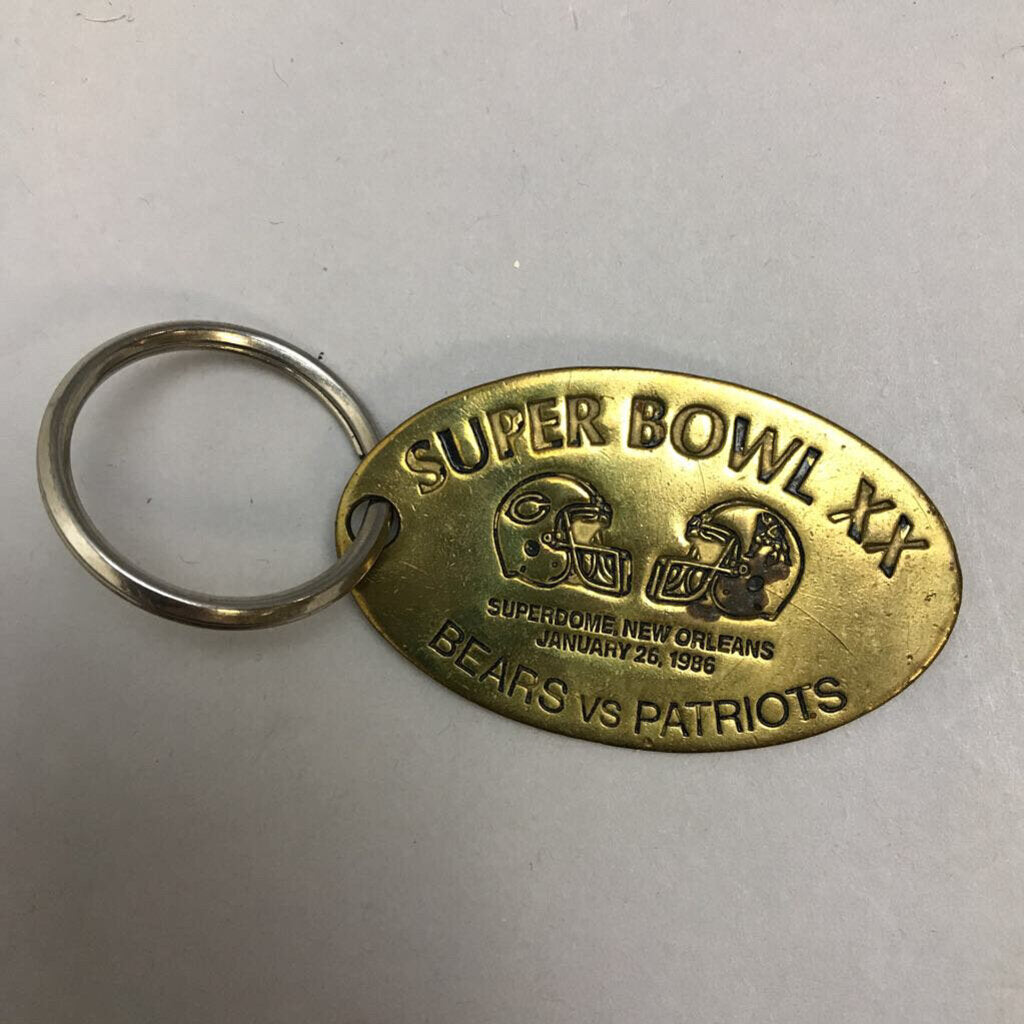 SUPER BOWL XX
C
SUPERDOME, NEW ORLEANS
JANUARY 26, 1986
BEARS VS PATRIOTS